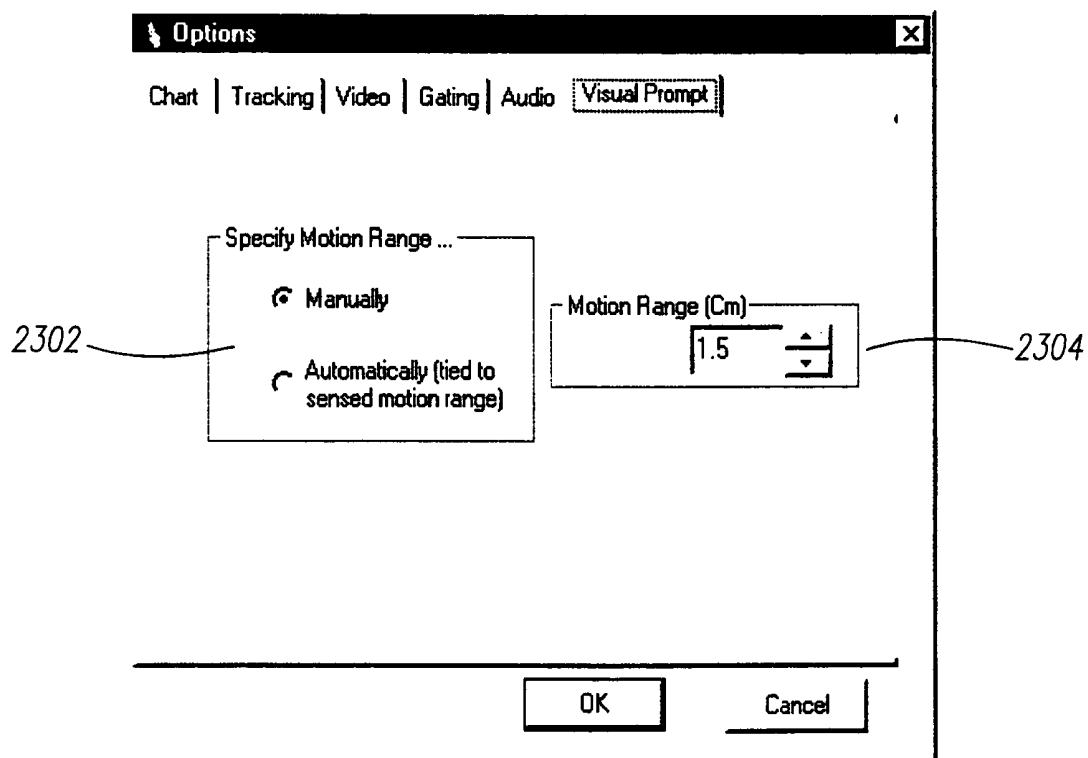 Options
Chart Tracking Video Gating Audio Visual Prompt
Specify Motion Range ...
Manually
Automatically (tied to
sensed motion range)
Motion Range (Cm)
1.5
2302
2304
OK Cancel